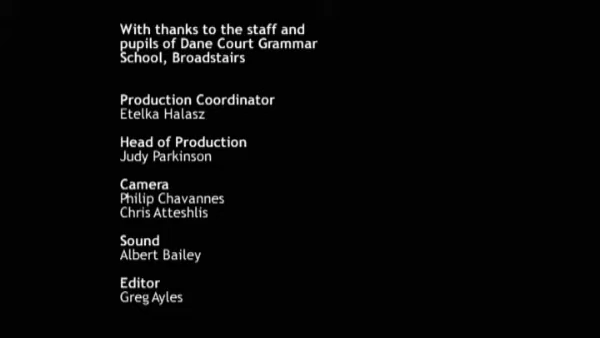 With thanks to the staff and
pupils of Dane Court Grammar
School, Broadstairs
Production Coordinator
Etelka Halasz
Head of Production
Judy Parkinson
Camera
Philip Chavannes
Chris Atteshlis
Sound
Albert Bailey
Editor
Greg Ayles